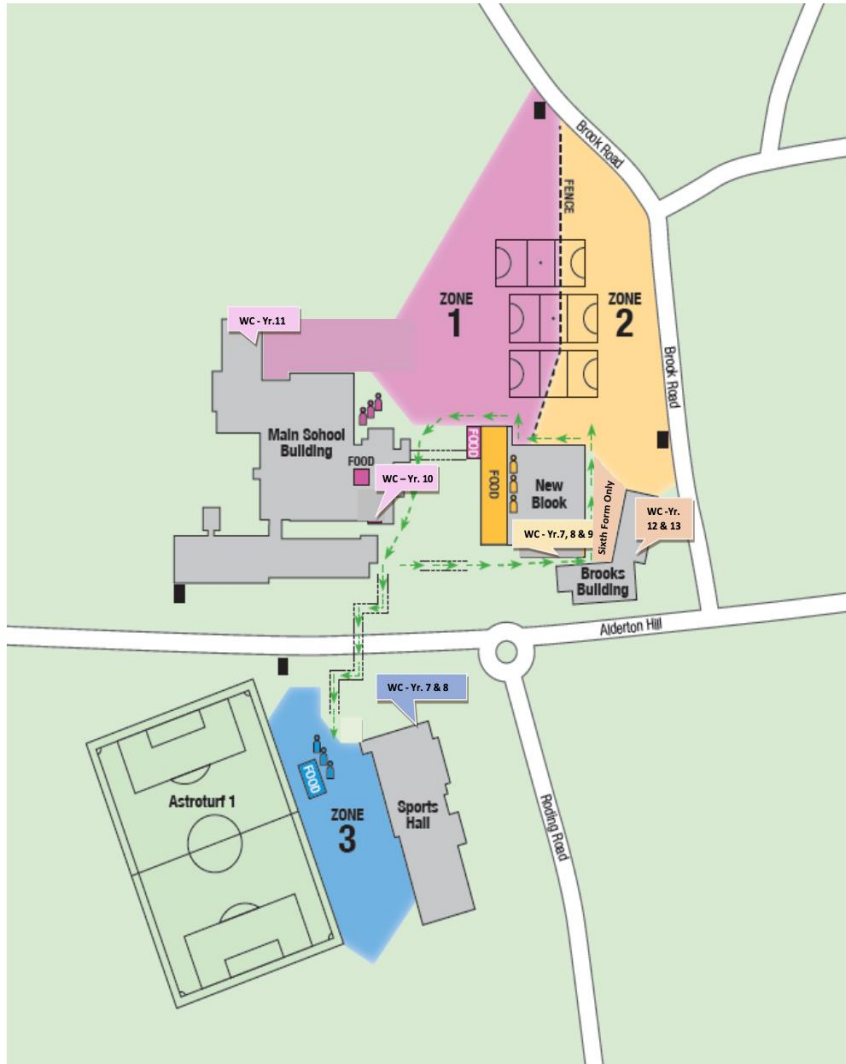 Brook Road
FENCE
ZONE
1
ZONE
2
WC - Yr.11
Brook Road
Main Sohool
Building
FOOD
FOOD
FOOD
WC – Yr. 10
New
Blook
Sixth Form Only
WC -Yr.
12 & 13
WC - Yr.7, 8 & 9
Brooks
Building
Alderton Hill
WC - Yr. 7 & 8
Astroturf 1
FOOD
ZONE
3
Sports
Hall
Roding Road